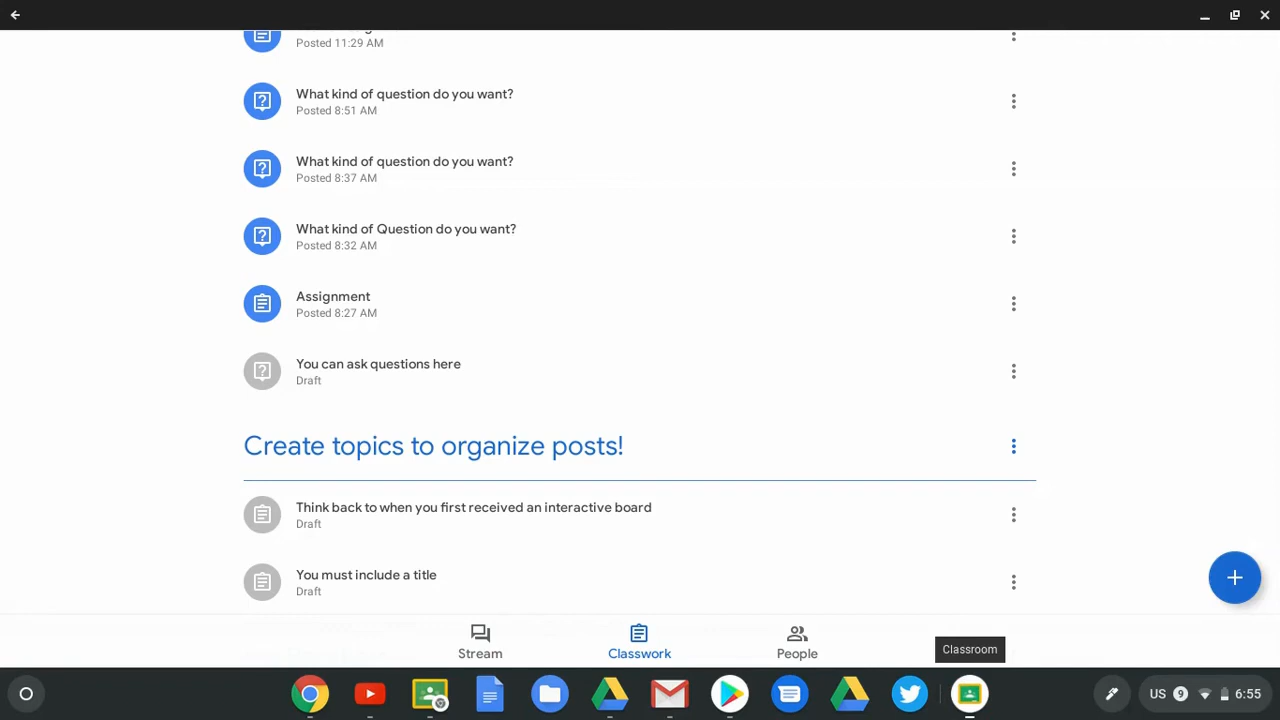 Posted 11:29 AM
What kind of question do you want?
Posted 8:51 AM
What kind of question do you want?
Posted 8:37 AM
What kind of Question do you want?
Posted 8:32 AM
Assignment
Posted 8:27 AM
You can ask questions here
Draft
Create topics to organize posts!
Think back to when you first received an interactive board
Draft
You must include a title
Draft
Stream
Classwork
People
Classroom
US 9 6:55